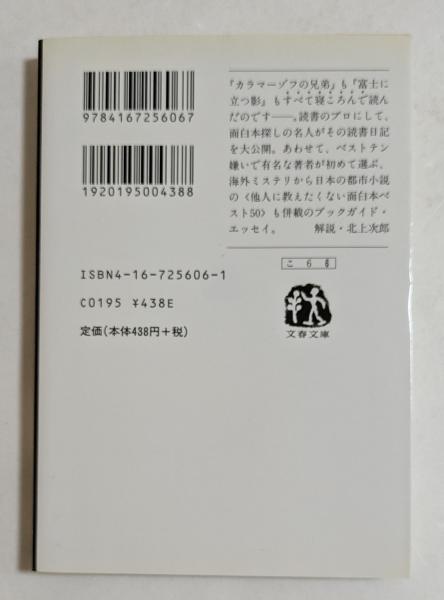 9784167256067
1920195004388
ISBN4-16-725606-1
C0195 ¥438E
定価(本体438円+税)
『カラマーゾフの兄弟』も『富士に
立つ影』もすべて寝ころんで読ん
だのです――。読書のプロにして、
面白本探しの名人がその読書日記
を大公開。あわせて、ベストテン
嫌いで有名な著者が初めて選ぶ、
海外ミステリから日本の都市小説
の〈他人に教えたくない面白本ベ
スト50〉も併載のブックガイド・
エッセイ。 解説・北上次郎
こ 6 6
文春文庫